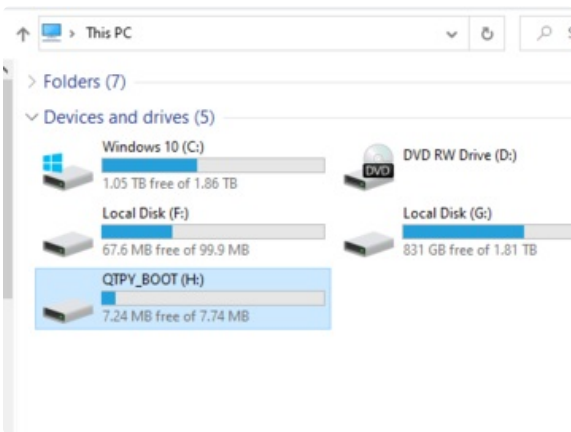 This PC
Folders (7)
Devices and drives (5)
Windows 10 (C:)
1.05 TB free of 1.86 TB
DVD RW Drive (D:)
DVD
Local Disk (F:)
67.6 MB free of 99.9 MB
Local Disk (G:)
831 GB free of 1.81 TB
QTPY_BOOT (H:)
7.24 MB free of 7.74 MB